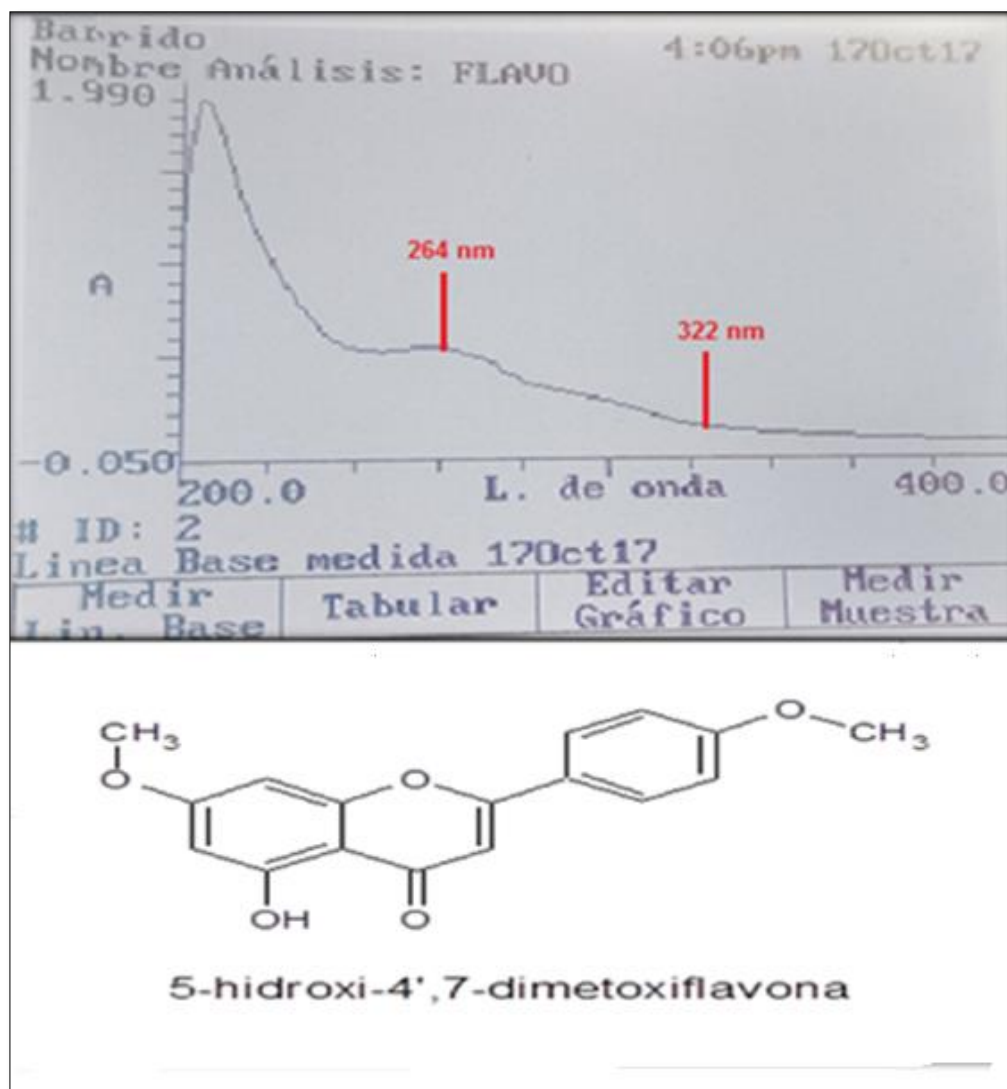 Barrido
4:06pm 17Oct17
Nombre Análisis: FLAVO
1.990
264 nm
A
322 nm
-0.050
200.0
L. de onda
400.0
# ID: 2
Linea Base medida 17Oct17
Medir
Lin. Base
Tabular
Editar
Gráfico
Medir
Muestra
CH3
O
O
O
CH3
OH
O
5-hidroxi-4',7-dimetoxiflavona